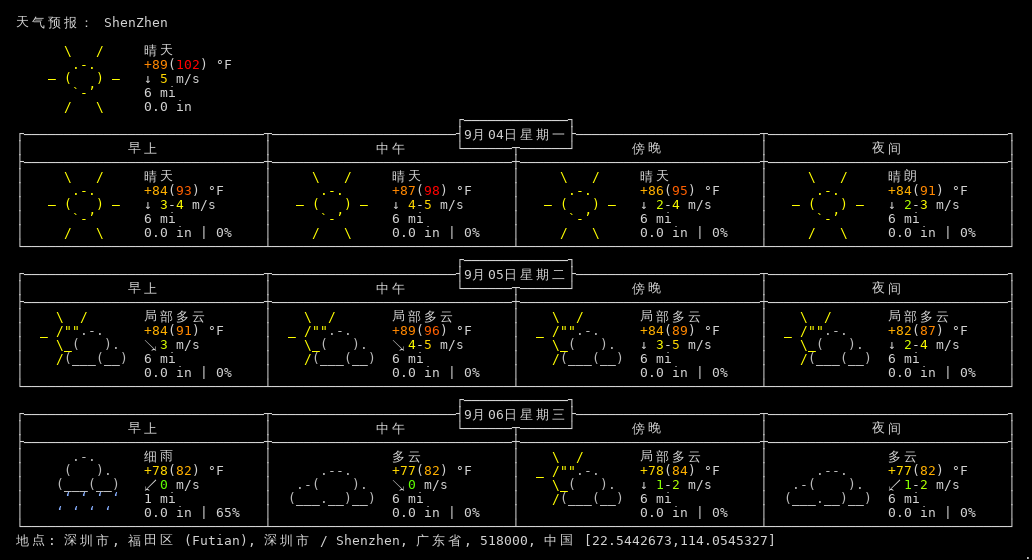 天气预报: ShenZhen
晴天
+89(102) °F
↓ 5 m/s
6 mi
0.0 in
9月04日星期一
早上 中午 傍晚 夜间
晴天 晴天 晴天 晴朗
+84(93) °F +87(98) °F +86(95) °F +84(91) °F
↓ 3-4 m/s ↓ 4-5 m/s ↓ 2-4 m/s ↓ 2-3 m/s
6 mi 6 mi 6 mi 6 mi
0.0 in | 0% 0.0 in | 0% 0.0 in | 0% 0.0 in | 0%
9月05日星期二
早上 中午 傍晚 夜间
局部多云 局部多云 局部多云 局部多云
+84(91) °F +89(96) °F +84(89) °F +82(87) °F
↘ 3 m/s ↘ 4-5 m/s ↓ 3-5 m/s ↓ 2-4 m/s
6 mi 6 mi 6 mi 6 mi
0.0 in | 0% 0.0 in | 0% 0.0 in | 0% 0.0 in | 0%
9月06日星期三
早上 中午 傍晚 夜间
细雨 多云 局部多云 多云
+78(82) °F +77(82) °F +78(84) °F +77(82) °F
↙ 0 m/s ↘ 0 m/s ↓ 1-2 m/s ↙ 1-2 m/s
1 mi 6 mi 6 mi 6 mi
0.0 in | 65% 0.0 in | 0% 0.0 in | 0% 0.0 in | 0%
地点: 深圳市, 福田区 (Futian), 深圳市 / Shenzhen, 广东省, 518000, 中国 [22.5442673,114.0545327]